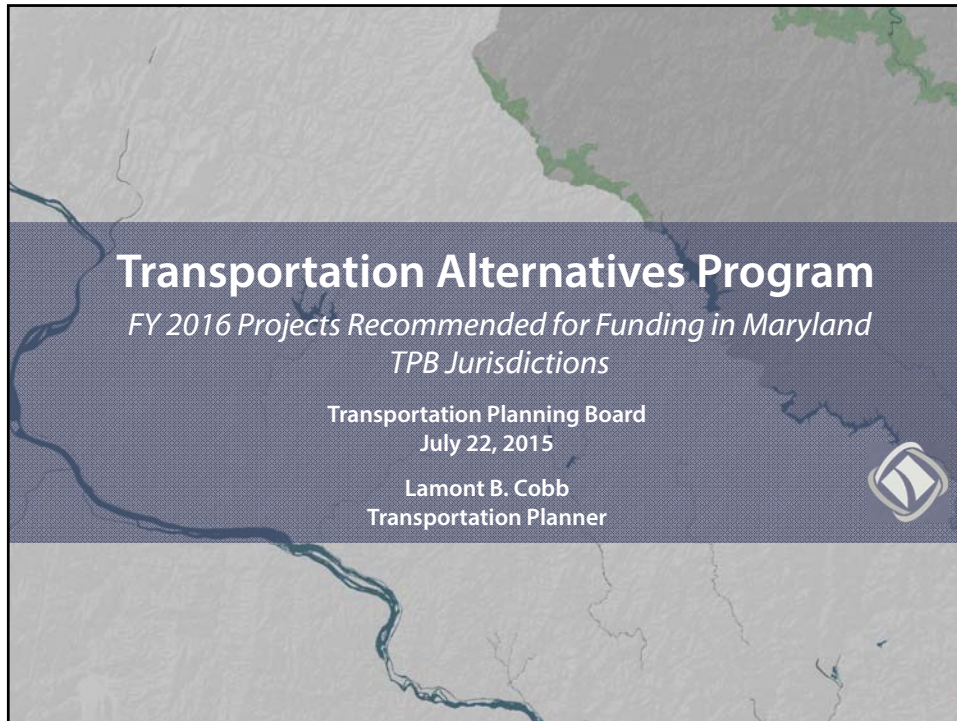 Transportation Alternatives Program
FY 2016 Projects Recommended for Funding in Maryland
TPB Jurisdictions
Transportation Planning Board
July 22, 2015
Lamont B. Cobb
Transportation Planner